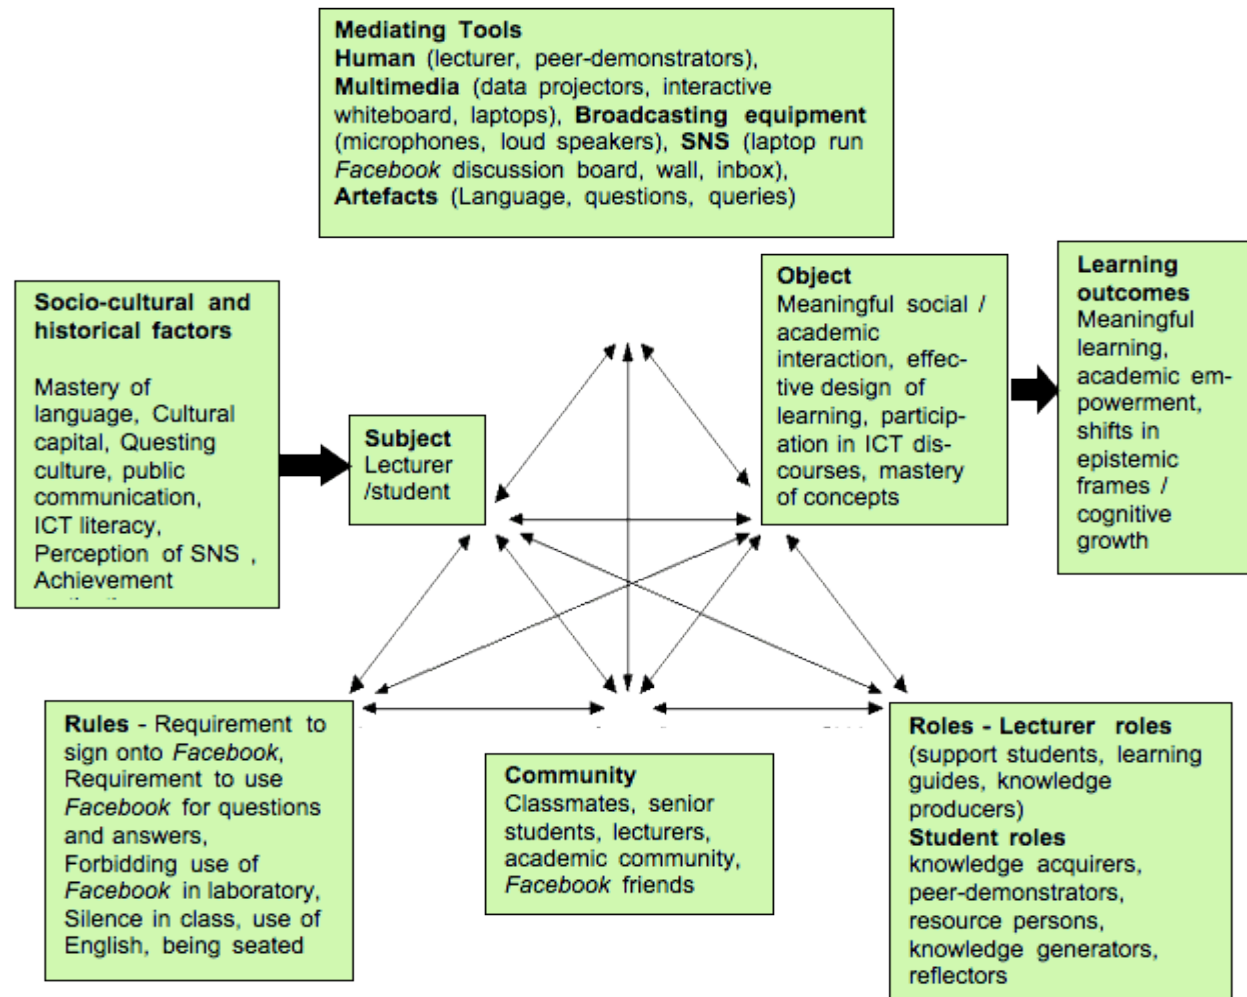 Mediating Tools
Human (lecturer, peer-demonstrators),
Multimedia (data projectors, interactive
whiteboard, laptops), Broadcasting equipment
(microphones, loud speakers), SNS (laptop run
Facebook discussion board, wall, inbox),
Artefacts (Language, questions, queries)
Socio-cultural and
historical factors
Mastery of
language, Cultural
capital, Questing
culture, public
communication,
ICT literacy,
Perception of SNS ,
Achievement
Subject
Lecturer
/student
Object
Meaningful social /
academic
interaction, effec-
tive design of
learning, particip-
ation in ICT dis-
courses, mastery
of concepts
Learning
outcomes
Meaningful
learning,
academic em-
powerment,
shifts in
epistemic
frames /
cognitive
growth
Rules - Requirement to
sign onto Facebook,
Requirement to use
Facebook for questions
and answers,
Forbidding use of
Facebook in laboratory,
Silence in class, use of
English, being seated
Community
Classmates, senior
students, lecturers,
academic community,
Facebook friends
Roles - Lecturer roles
(support students, learning
guides, knowledge
producers)
Student roles
knowledge acquirers,
peer-demonstrators,
resource persons,
knowledge generators,
reflectors